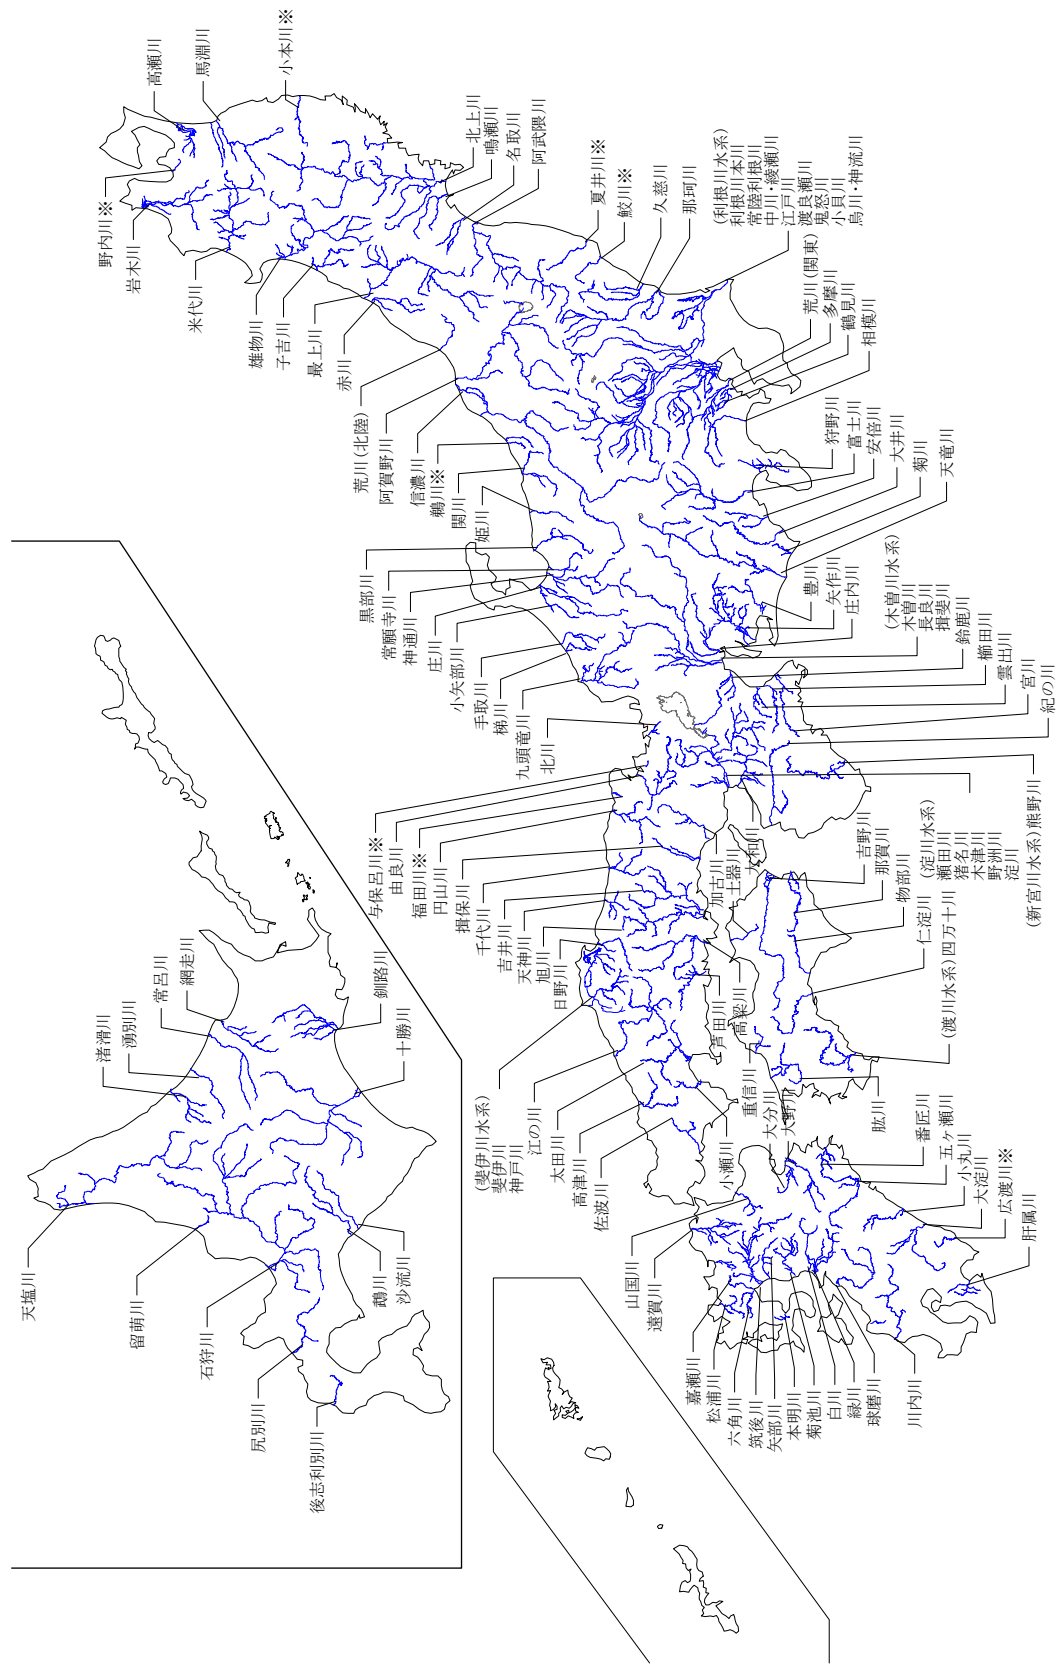 天塩川
留萌川
石狩川
尻別川
後志利別川
渚滑川
湧別川
常呂川
網走川
釧路川
十勝川
鵡川
沙流川
野内川※
岩木川
米代川
雄物川
子吉川
最上川
赤川
荒川(北陸)
阿賀野川
信濃川
鵜川※
関川
姫川
黒部川
常願寺川
神通川
庄川
小矢部川
手取川
梯川
九頭竜川
北川
与保呂川※
由良川
福田川※
円山川
揖保川
千代川
吉井川
天神川
旭川
日野川
(斐伊川水系)
斐伊川
神戸川
江の川
太田川
高津川
佐波川
山国川
遠賀川
嘉瀬川
松浦川
六角川
筑後川
矢部川
本明川
菊池川
白川
緑川
球磨川
川内川
高瀬川
馬淵川
小本川※
北上川
鳴瀬川
名取川
阿武隈川
夏井川※
鮫川※
久慈川
那珂川
(利根川水系)
利根川本川
常陸利根川
中川・綾瀬川
江戸川
渡良瀬川
鬼怒川
小貝川
烏川・神流川
荒川(関東)
多摩川
鶴見川
相模川
狩野川
富士川
安倍川
大井川
菊川
天竜川
豊川
矢作川
庄内川
(木曽川水系)
木曽川
長良川
揖斐川
鈴鹿川
櫛田川
雲出川
宮川
紀の川
(新宮川水系)熊野川
(淀川水系)
瀬田川
猪名川
木津川
野洲川
淀川
大和川
加古川
土器川
吉野川
那賀川
物部川
仁淀川
(渡川水系)四万十川
芦田川
高梁川
重信川
肱川
小瀬川
大分川
大野川
番匠川
五ヶ瀬川
小丸川
大淀川
広渡川※
肝属川